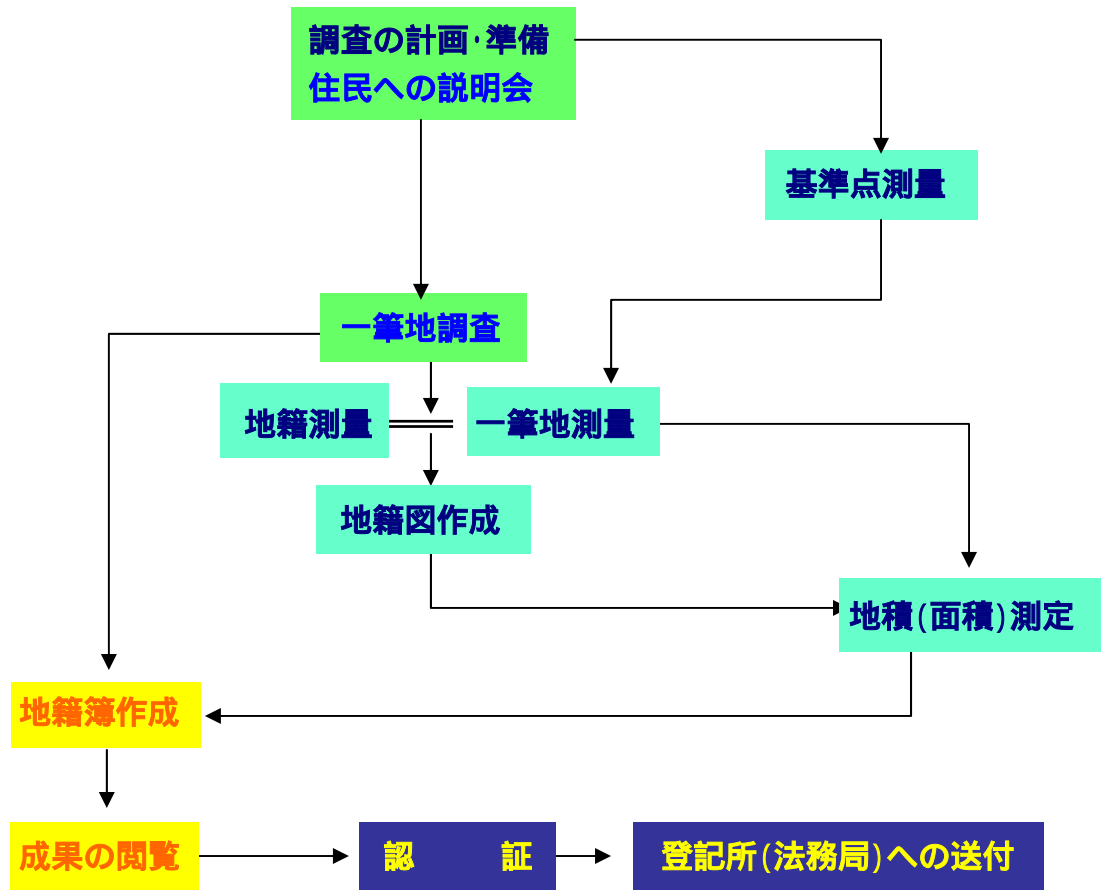 調査の計画・準備
住民への説明会
基準点測量
一筆地調査
地籍測量
一筆地測量
地籍図作成
地積(面積)測定
地籍簿作成
成果の閲覧
認　　証
登記所(法務局)への送付